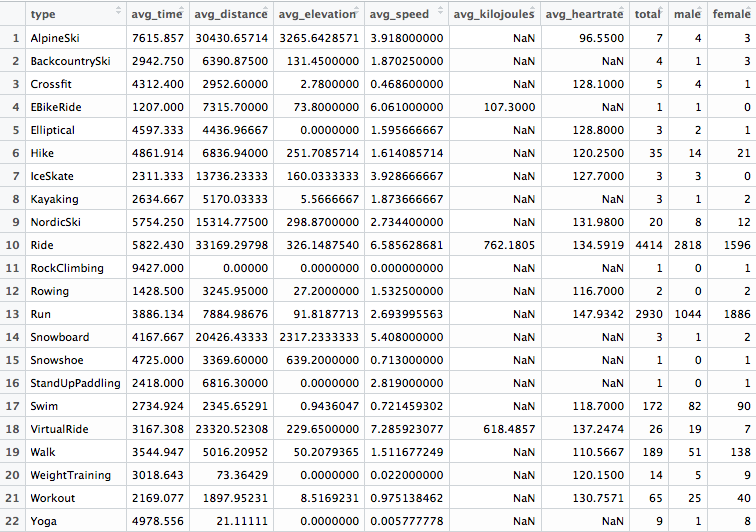 type avg_time avg_distance avg_elevation avg_speed avg_kilojoules avg_heartrate total male female
1 AlpineSki 7615.857 30430.65714 3265.6428571 3.918000000 NaN 96.5500 7 4 3
2 BackcountrySki 2942.750 6390.87500 131.4500000 1.870250000 NaN NaN 4 1 3
3 Crossfit 4312.400 2952.60000 2.7800000 0.468600000 NaN 128.1000 5 4 1
4 EBikeRide 1207.000 7315.70000 73.8000000 6.061000000 107.3000 NaN 1 1 0
5 Elliptical 4597.333 4436.96667 0.0000000 1.595666667 NaN 128.8000 3 2 1
6 Hike 4861.914 6836.94000 251.7085714 1.614085714 NaN 120.2500 35 14 21
7 IceSkate 2311.333 13736.23333 160.0333333 3.928666667 NaN 127.7000 3 3 0
8 Kayaking 2634.667 5170.03333 5.5666667 1.873666667 NaN NaN 3 1 2
9 NordicSki 5754.250 15314.77500 298.8700000 2.734400000 NaN 131.9800 20 8 12
10 Ride 5822.430 33169.29798 326.1487540 6.585628681 762.1805 134.5919 4414 2818 1596
11 RockClimbing 9427.000 0.00000 0.0000000 0.000000000 NaN NaN 1 0 1
12 Rowing 1428.500 3245.95000 27.2000000 1.532500000 NaN 116.7000 2 0 2
13 Run 3886.134 7884.98676 91.8187713 2.693995563 NaN 147.9342 2930 1044 1886
14 Snowboard 4167.667 20426.43333 2317.2333333 5.408000000 NaN NaN 3 1 2
15 Snowshoe 4725.000 3369.60000 639.2000000 0.713000000 NaN NaN 1 0 1
16 StandUpPaddling 2418.000 6816.30000 0.0000000 2.819000000 NaN NaN 1 0 1
17 Swim 2734.924 2345.65291 0.9436047 0.721459302 NaN 118.7000 172 82 90
18 VirtualRide 3167.308 23320.52308 229.6500000 7.285923077 618.4857 137.2474 26 19 7
19 Walk 3544.947 5016.20952 50.2079365 1.511677249 NaN 110.5667 189 51 138
20 WeightTraining 3018.643 73.36429 0.0000000 0.022000000 NaN 120.1500 14 5 9
21 Workout 2169.077 1897.95231 8.5169231 0.975138462 NaN 130.7571 65 25 40
22 Yoga 4978.556 21.11111 0.0000000 0.005777778 NaN NaN 9 1 8